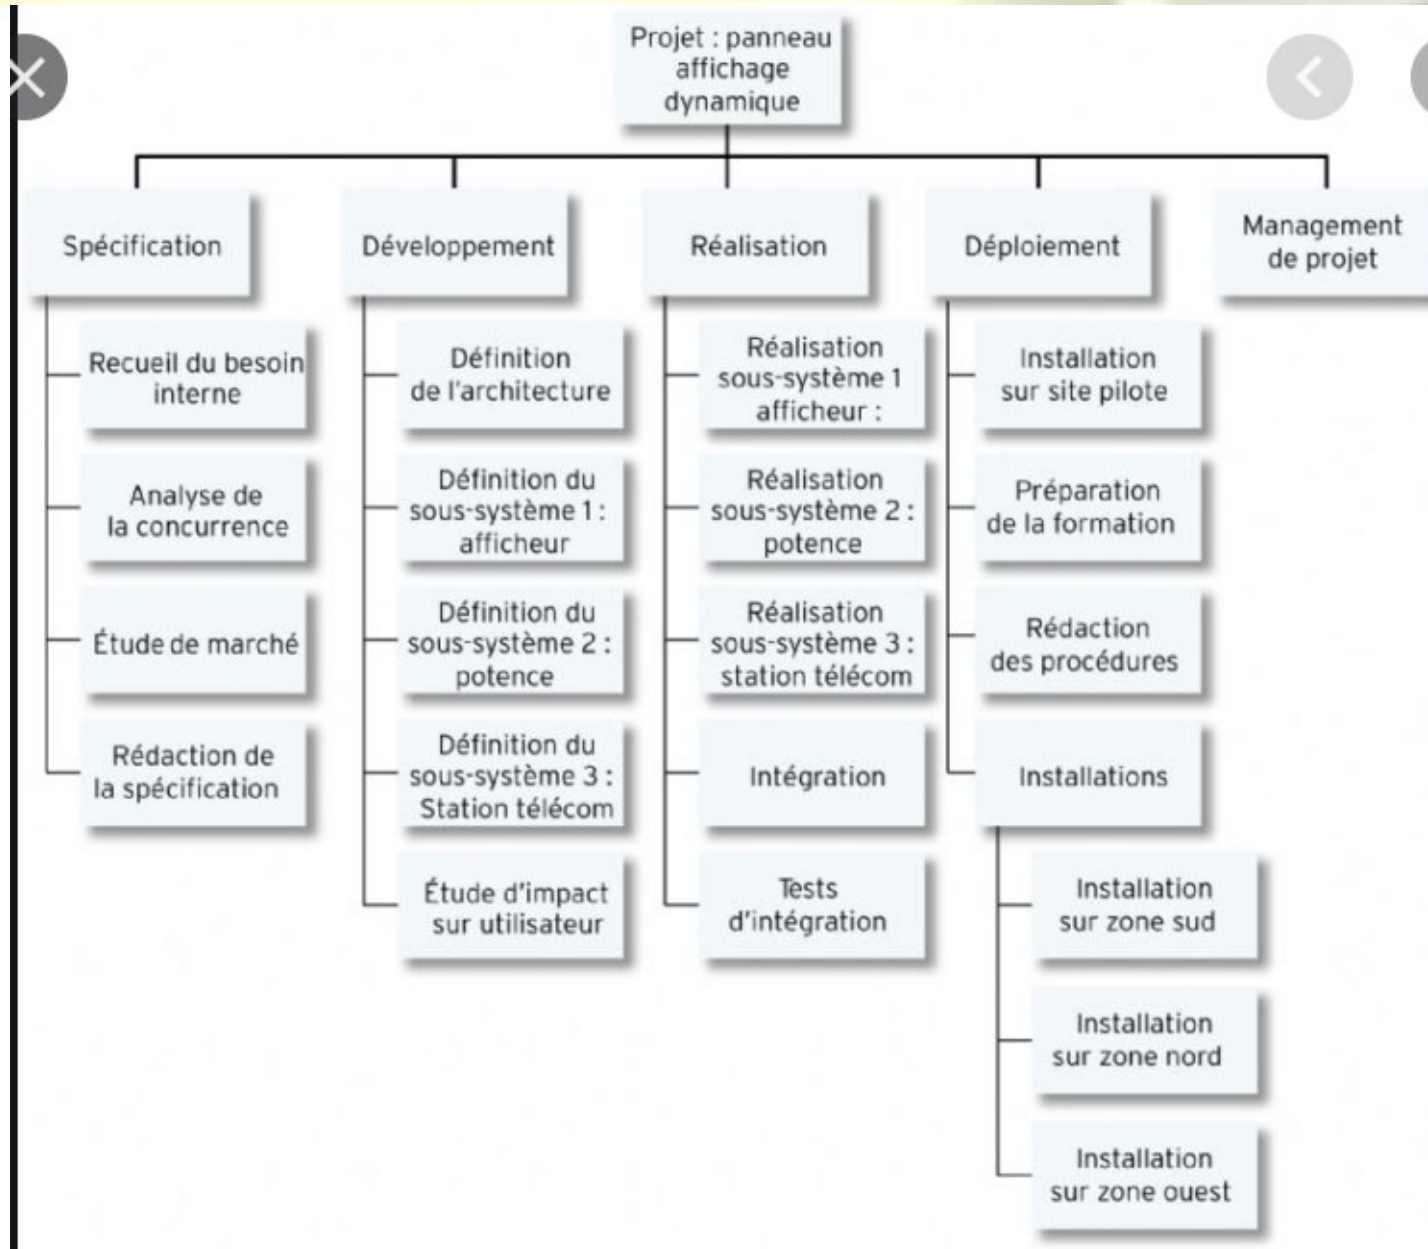 Projet : panneau
affichage
dynamique
Spécification
Développement
Réalisation
Déploiement
Management
de projet
Recueil du besoin
interne
Analyse de
la concurrence
Étude de marché
Rédaction de
la spécification
Définition
de l'architecture
Définition du
sous-système 1 :
afficheur
Définition du
sous-système 2 :
potence
Définition du
sous-système 3 :
Station télécom
Étude d'impact
sur utilisateur
Réalisation
sous-système 1
afficheur :
Réalisation
sous-système 2 :
potence
Réalisation
sous-système 3 :
station télécom
Intégration
Tests
d'intégration
Installation
sur site pilote
Préparation
de la formation
Rédaction
des procédures
Installations
Installation
sur zone sud
Installation
sur zone nord
Installation
sur zone ouest